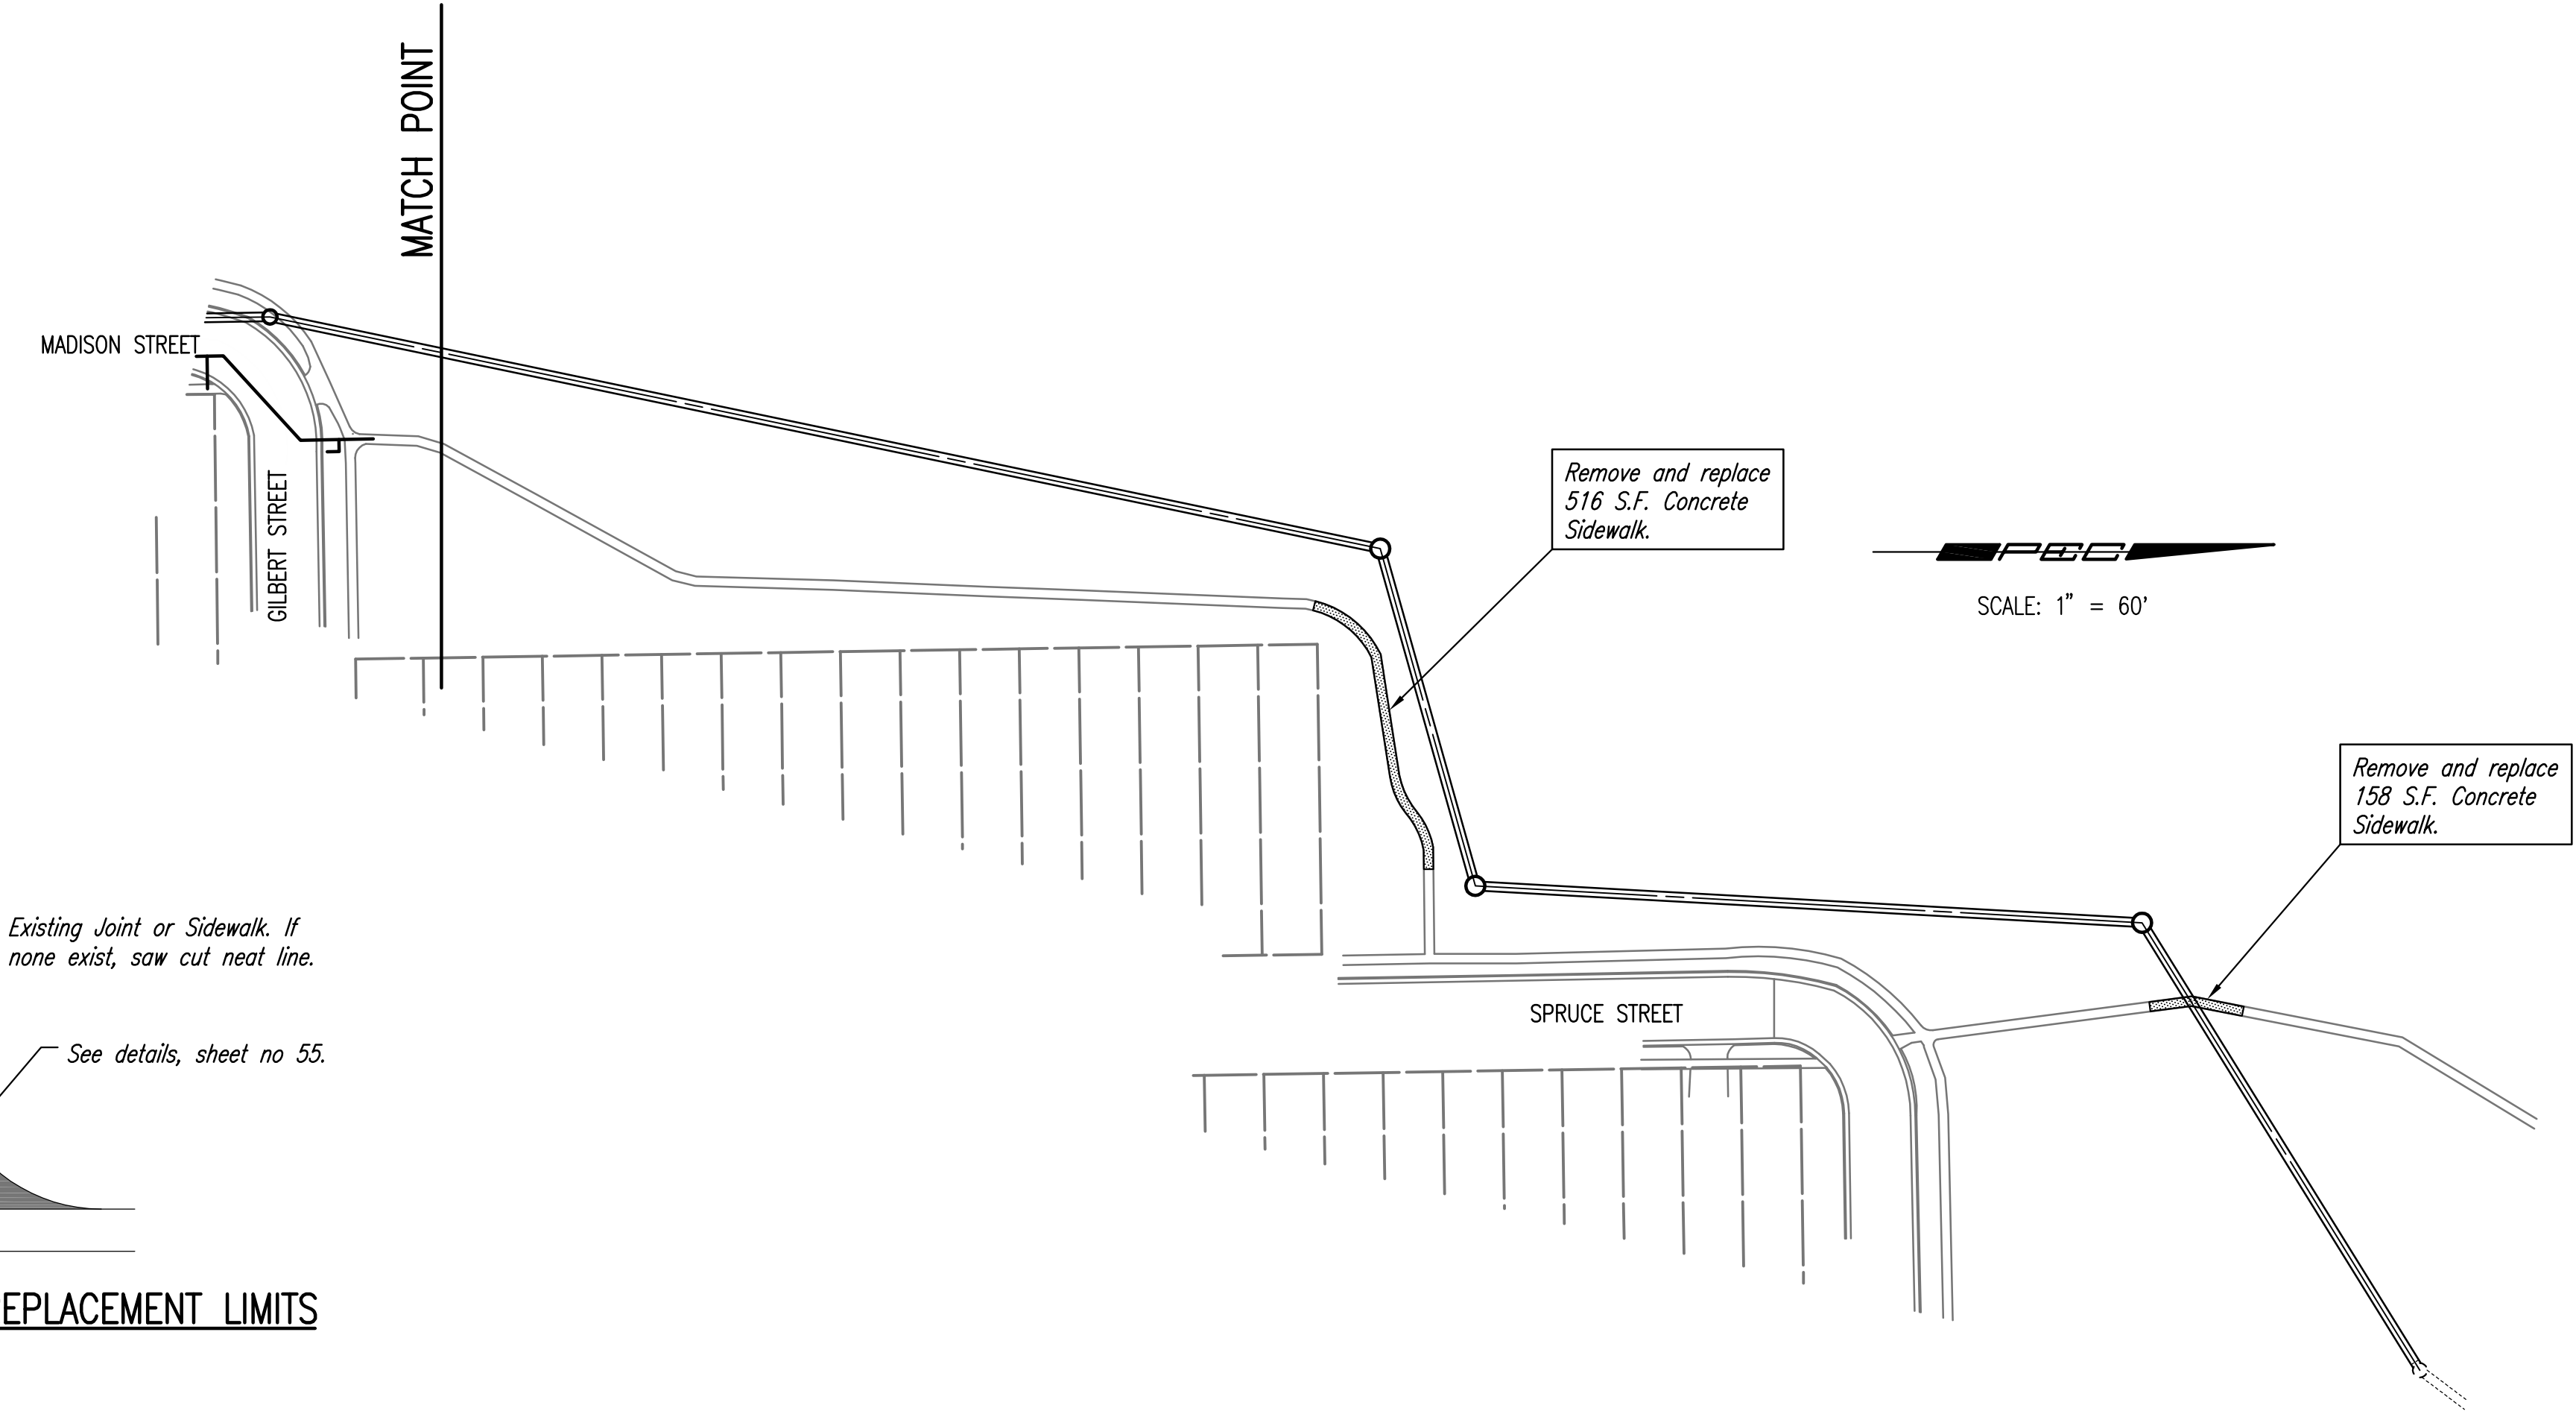 MATCH POINT
MADISON STREET
GILBERT STREET
Remove and replace
516 S.F. Concrete
Sidewalk.
PEC
SCALE: 1" = 60'
Remove and replace
158 S.F. Concrete
Sidewalk.
Existing Joint or Sidewalk. If
none exist, saw cut neat line.
SPRUCE STREET
See details, sheet no 55.
EPLACEMENT LIMITS